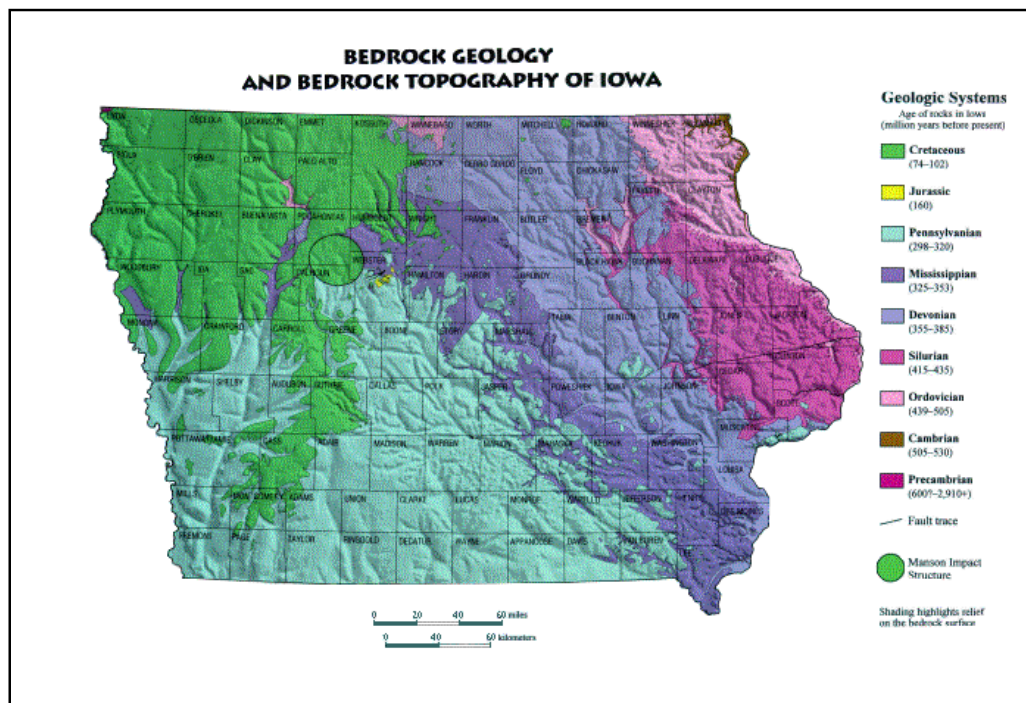 BEDROCK GEOLOGY
AND BEDROCK TOPOGRAPHY OF IOWA
LYON
OSCEOLA
DICKINSON
EMMET
KOSSUTH
WINNEBAGO
WORTH
MITCHELL
HOWARD
WINNESHIEK
O'BRIEN
CLAY
PALO ALTO
HANCOCK
CERRO GORDO
FLOYD
CHICKASAW
FAYETTE
CLAYTON
PLYMOUTH
CHEROKEE
BUENA VISTA
POCAHONTAS
HUMBOLDT
WRIGHT
FRANKLIN
BUTLER
BREMER
WOODBURY
IDA
SAC
CALHOUN
WEBSTER
HAMILTON
HARDIN
GRUNDY
BLACK HAWK
BUCHANAN
DELAWARE
DUBUQUE
MONONA
CRAWFORD
CARROLL
GREENE
BOONE
STORY
MARSHALL
TAMA
BENTON
LINN
JONES
JACKSON
CLINTON
CEDAR
HARRISON
SHELBY
AUDUBON
GUTHRIE
DALLAS
POLK
JASPER
POWESHIEK
IOWA
JOHNSON
SCOTT
MUSCATINE
POTTAWATTAMIE
CASS
ADAIR
MADISON
WARREN
MARION
MAHASKA
KEOKUK
WASHINGTON
LOUISA
MILLS
MONTGOMERY
ADAMS
UNION
CLARKE
LUCAS
MONROE
WAPELLO
JEFFERSON
HENRY
DES MOINES
FREMONT
PAGE
TAYLOR
RINGGOLD
DECATUR
WAYNE
APPANOOSE
DAVIS
VAN BUREN
LEE
Geologic Systems
Age of rocks in Iowa
(million years before present)
Cretaceous
(74–102)
Jurassic
(160)
Pennsylvanian
(298–320)
Mississippian
(325–353)
Devonian
(355–385)
Silurian
(415–435)
Ordovician
(439–505)
Cambrian
(505–530)
Precambrian
(600?–2,910+)
Fault trace
Manson Impact
Structure
Shading highlights relief
on the bedrock surface
0 20 40 60 miles
0 40 60 kilometers